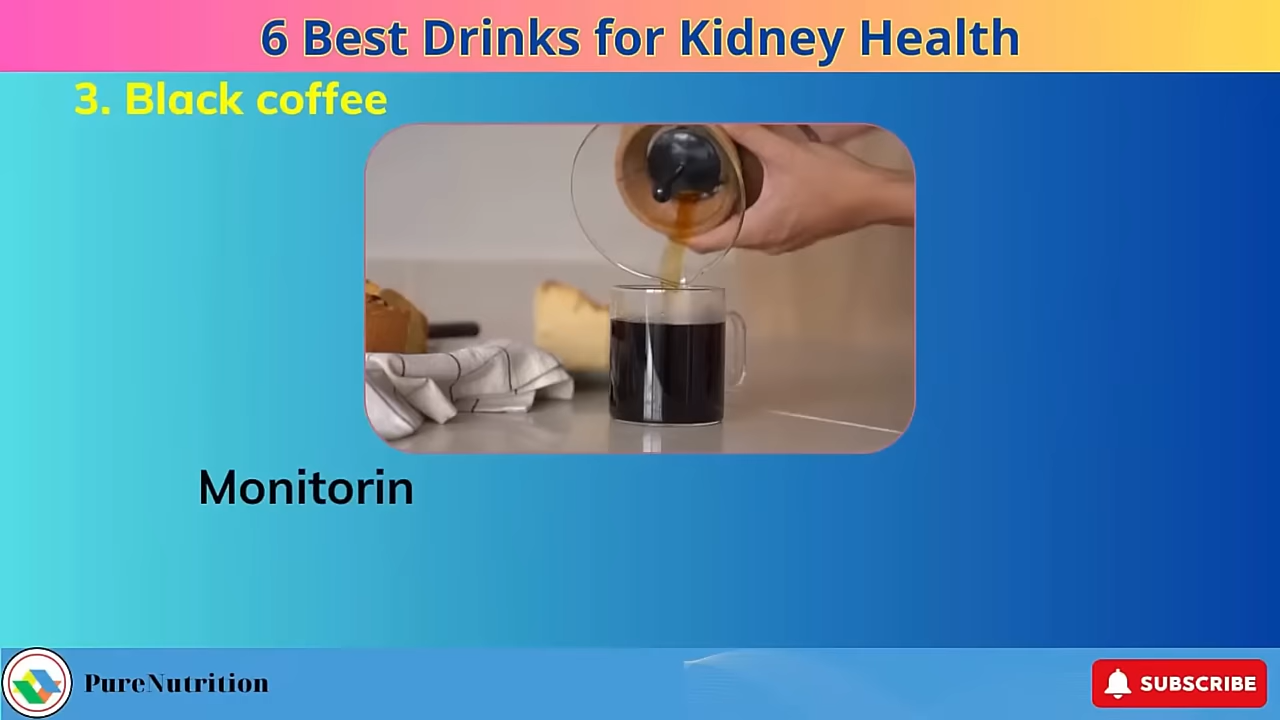 6 Best Drinks for Kidney Health
3. Black coffee
Monitorin
PureNutrition
SUBSCRIBE